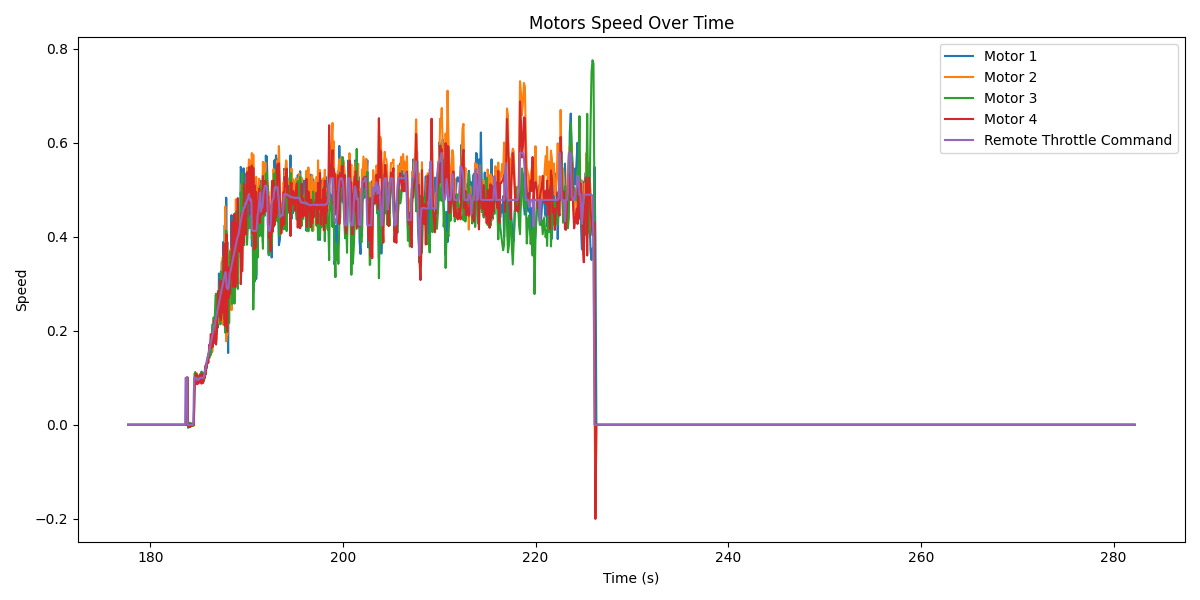 Motors Speed Over Time
Motor 1
Motor 2
Motor 3
Motor 4
Remote Throttle Command
Speed
0.8
0.6
0.4
0.2
0.0
−0.2
180
200
220
240
260
280
Time (s)